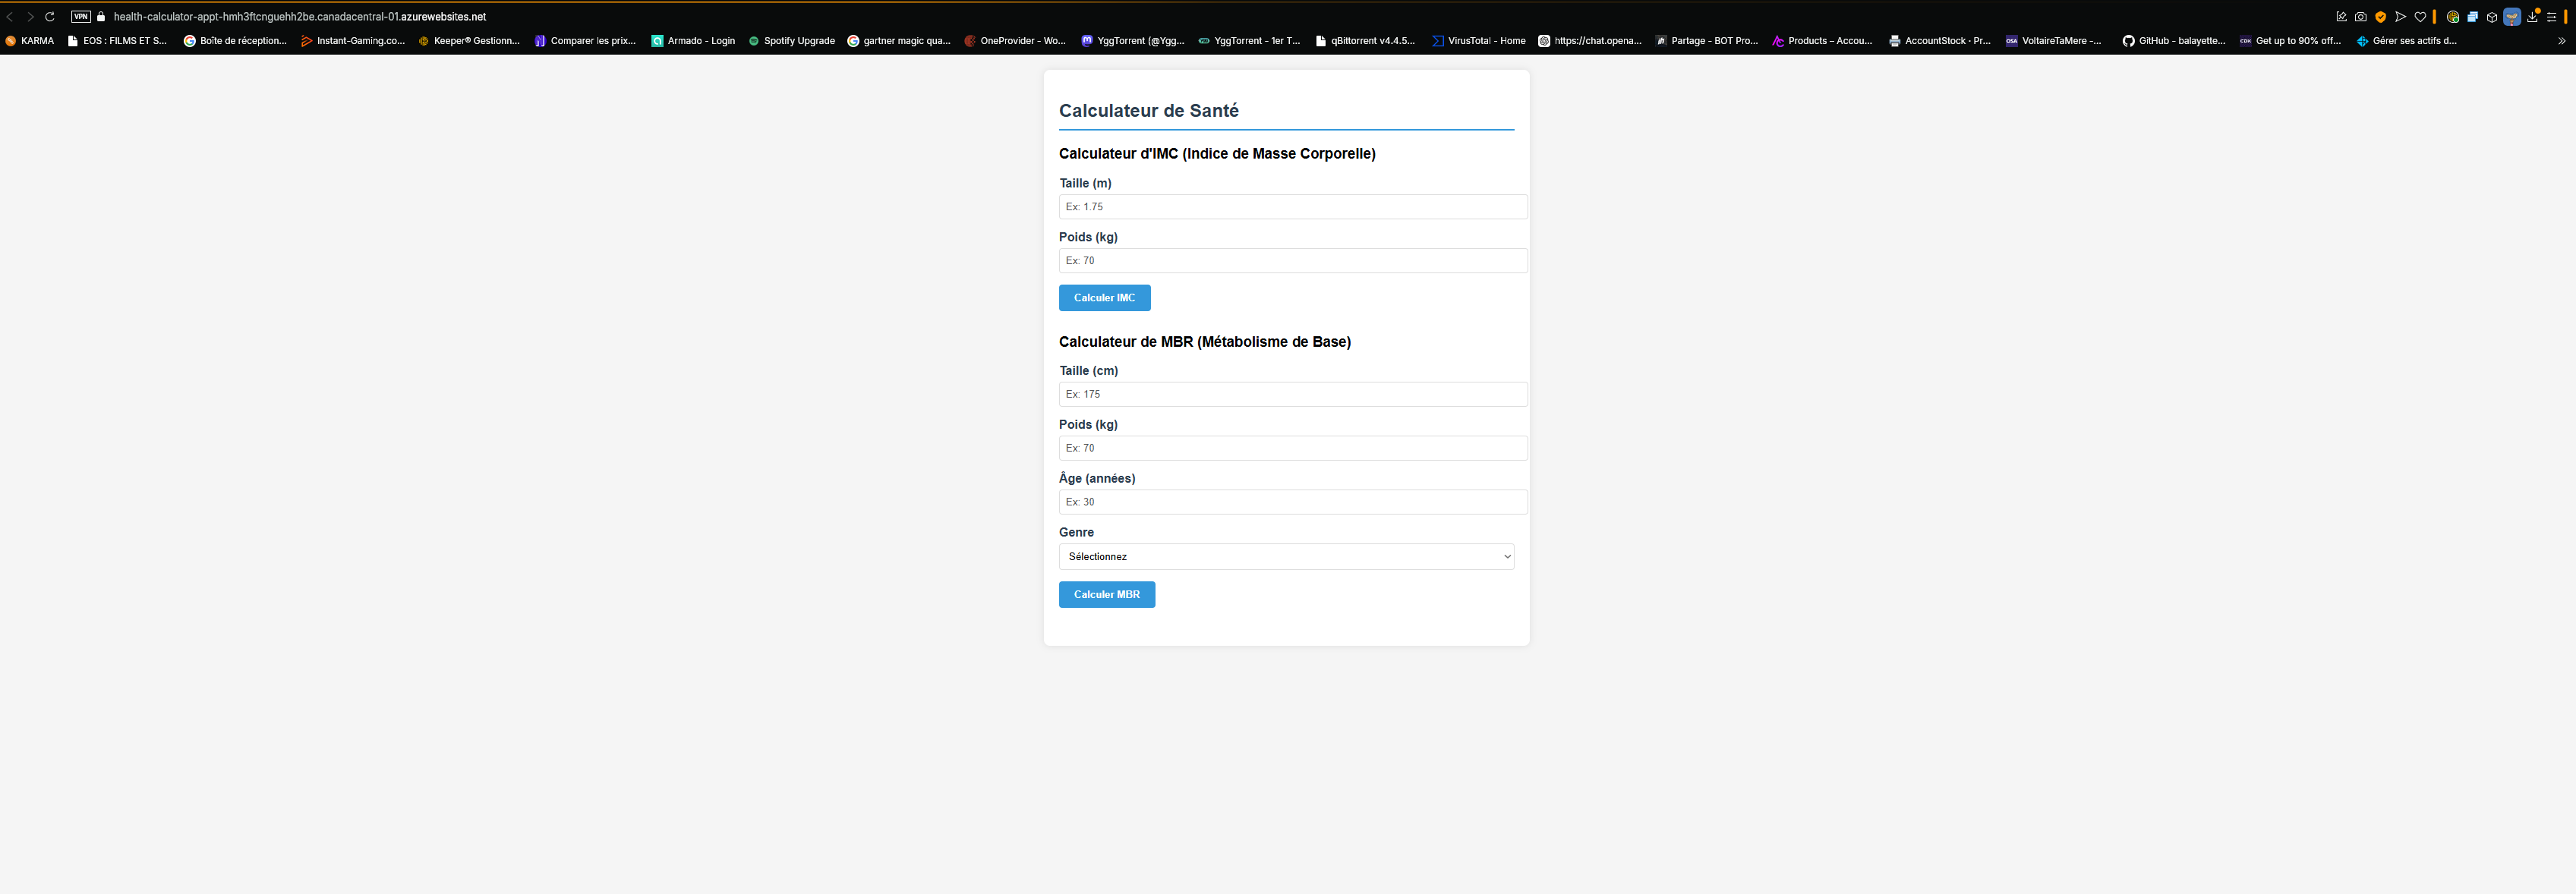 VPN health-calculator-appt-hmh3ftcnguehh2be.canadacentral-01.azurewebsites.net
KARMA EOS : FILMS ET S... Boîte de réception... Instant-Gaming.co... Keeper® Gestionn... Comparer les prix... Armado - Login Spotify Upgrade gartner magic qua... OneProvider - Wo... YggTorrent (@Ygg... YggTorrent - 1er T... qBittorrent v4.4.5... VirusTotal - Home https://chat.opena... Partage - BOT Pro... Products – Accou... AccountStock · Pr... VoltaireTaMere -... GitHub - balayette... Get up to 90% off... Gérer ses actifs d...
Calculateur de Santé
Calculateur d'IMC (Indice de Masse Corporelle)
Taille (m)
Ex: 1.75
Poids (kg)
Ex: 70
Calculer IMC
Calculateur de MBR (Métabolisme de Base)
Taille (cm)
Ex: 175
Poids (kg)
Ex: 70
Âge (années)
Ex: 30
Genre
Sélectionnez
Calculer MBR